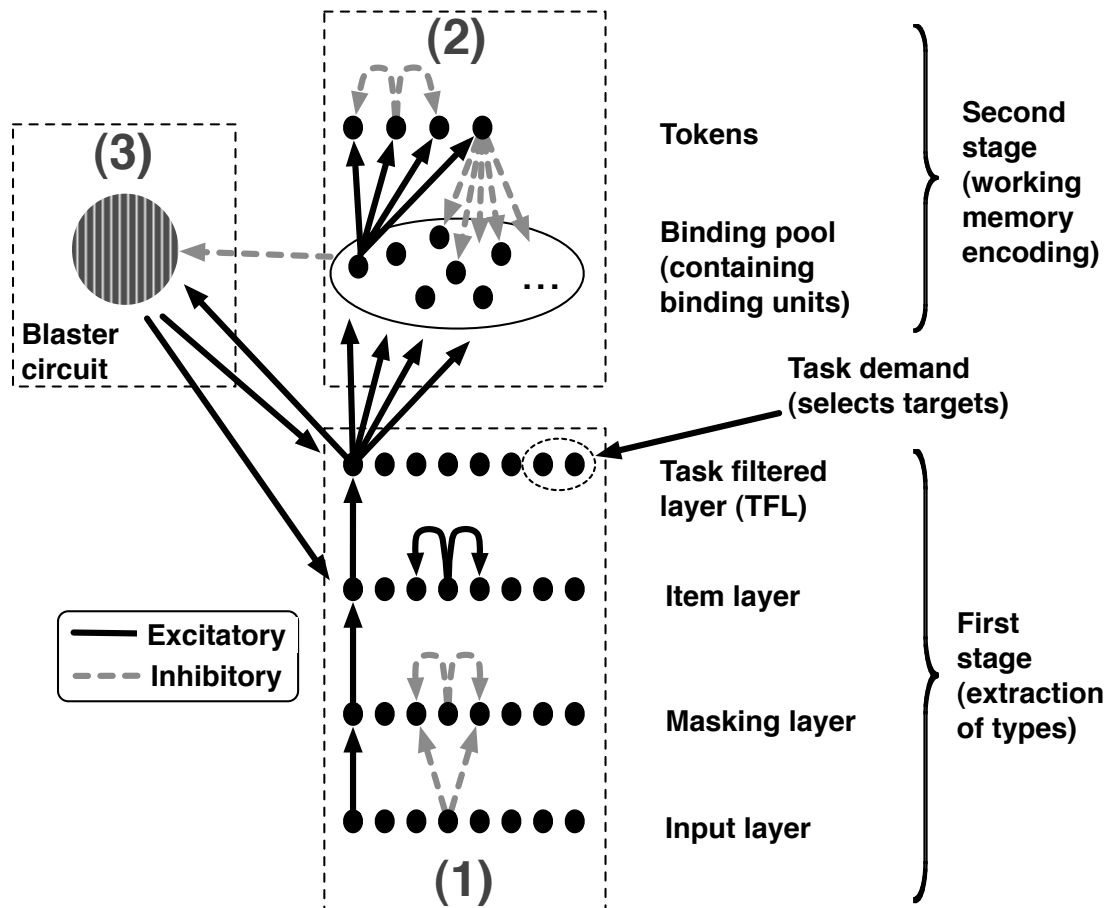 (2)
(3)
Blaster
circuit
...
Tokens
Binding pool
(containing
binding units)
Second
stage
(working
memory
encoding)
Task demand
(selects targets)
Task filtered
layer (TFL)
Item layer
Excitatory
Inhibitory
Masking layer
Input layer
First
stage
(extraction
of types)
(1)